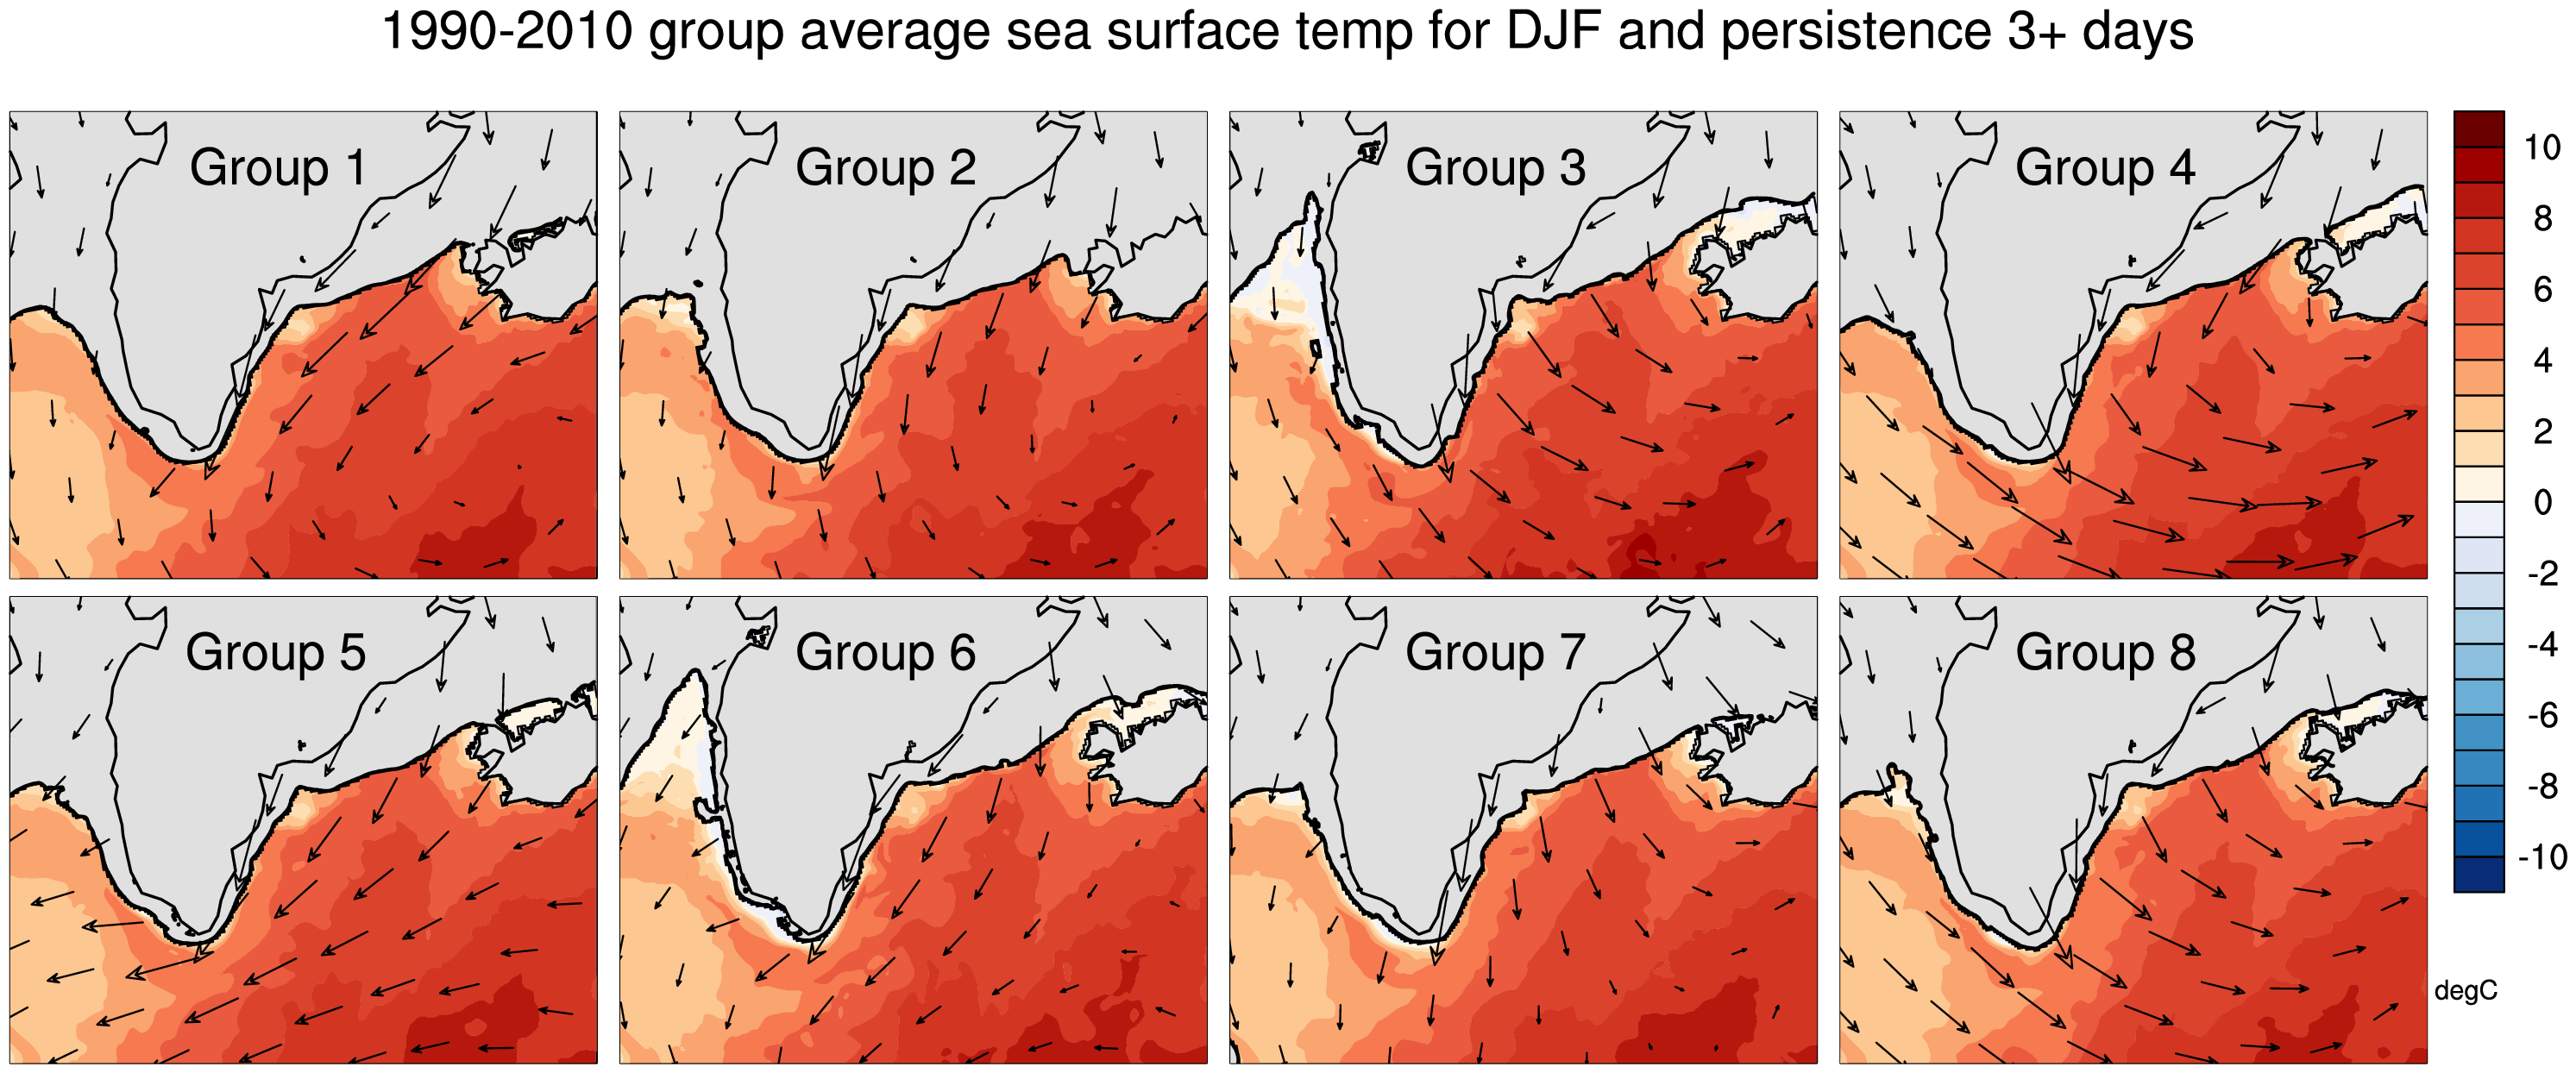 1990-2010 group average sea surface temp for DJF and persistence 3+ days
Group 1
Group 2
Group 3
Group 4
Group 5
Group 6
Group 7
Group 8
10
8
6
4
2
0
-2
-4
-6
-8
-10
degC